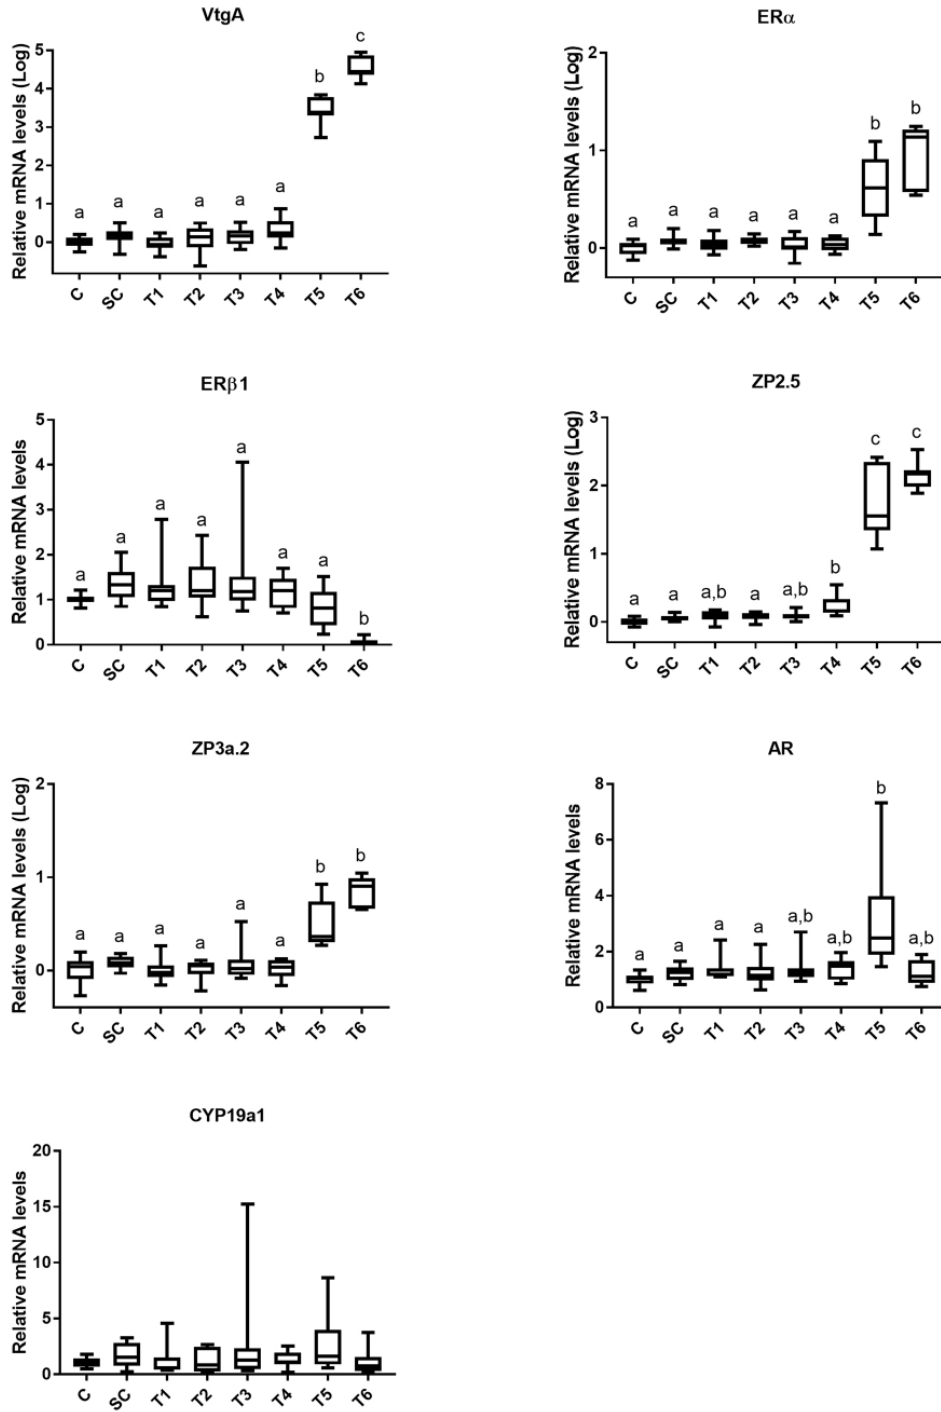 VtgA
Relative mRNA levels (Log)
5
4
3
2
1
0
a a a a a a b c
C SC T1 T2 T3 T4 T5 T6
ERα
Relative mRNA levels (Log)
2
1
0
a a a a a a b b
C SC T1 T2 T3 T4 T5 T6
ERβ1
Relative mRNA levels
5
4
3
2
1
0
a a a a a a a b
C SC T1 T2 T3 T4 T5 T6
ZP2.5
Relative mRNA levels (Log)
3
2
1
0
a a a,b a a,b b c c
C SC T1 T2 T3 T4 T5 T6
ZP3a.2
Relative mRNA levels (Log)
2
1
0
a a a a a a b b
C SC T1 T2 T3 T4 T5 T6
AR
Relative mRNA levels
8
6
4
2
0
a a a a a,b a,b b a,b
C SC T1 T2 T3 T4 T5 T6
CYP19a1
Relative mRNA levels
20
15
10
5
0
C SC T1 T2 T3 T4 T5 T6